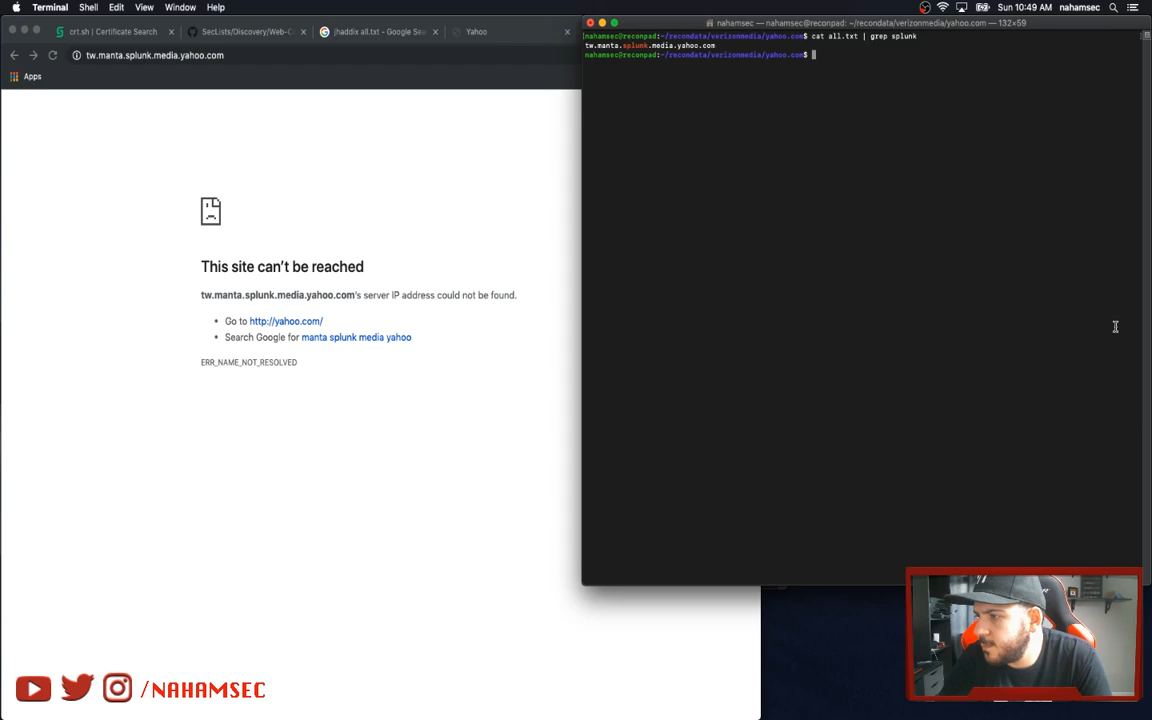 Terminal Shell Edit View Window Help
Sun 10:49 AM nahamsec
crt.sh | Certificate Search
SecLists/Discovery/Web-C
jhaddix all.txt - Google Sea
Yahoo
tw.manta.splunk.media.yahoo.com
Apps
This site can't be reached
tw.manta.splunk.media.yahoo.com's server IP address could not be found.
• Go to http://yahoo.com/
• Search Google for manta splunk media yahoo
ERR_NAME_NOT_RESOLVED
nahamsec — nahamsec@reconpad: ~/recondata/verizonmedia/yahoo.com — 132×59
nahamsec@reconpad:~/recondata/verizonmedia/yahoo.com$ cat all.txt | grep splunk
tw.manta.splunk.media.yahoo.com
nahamsec@reconpad:~/recondata/verizonmedia/yahoo.com$
/NAHAMSEC